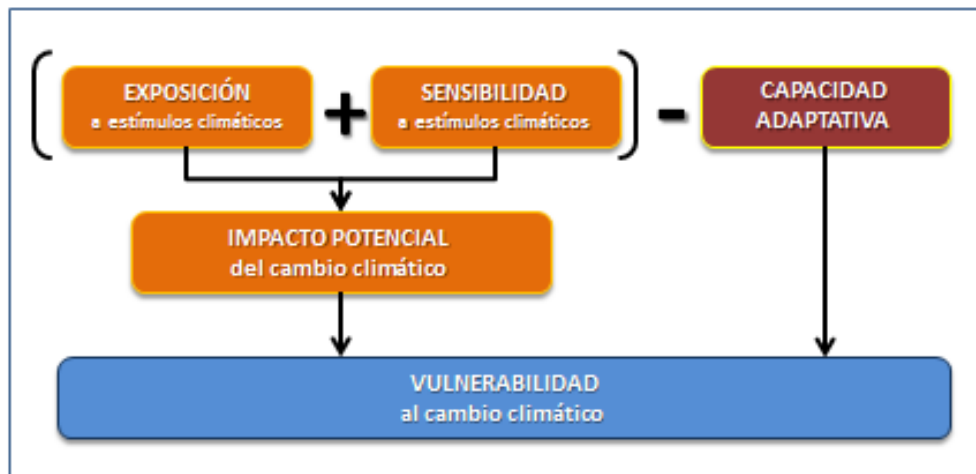 EXPOSICIÓN
a estímulos climáticos
+
SENSIBILIDAD
a estímulos climáticos
-
CAPACIDAD
ADAPTATIVA
IMPACTO POTENCIAL
del cambio climático
VULNERABILIDAD
al cambio climático